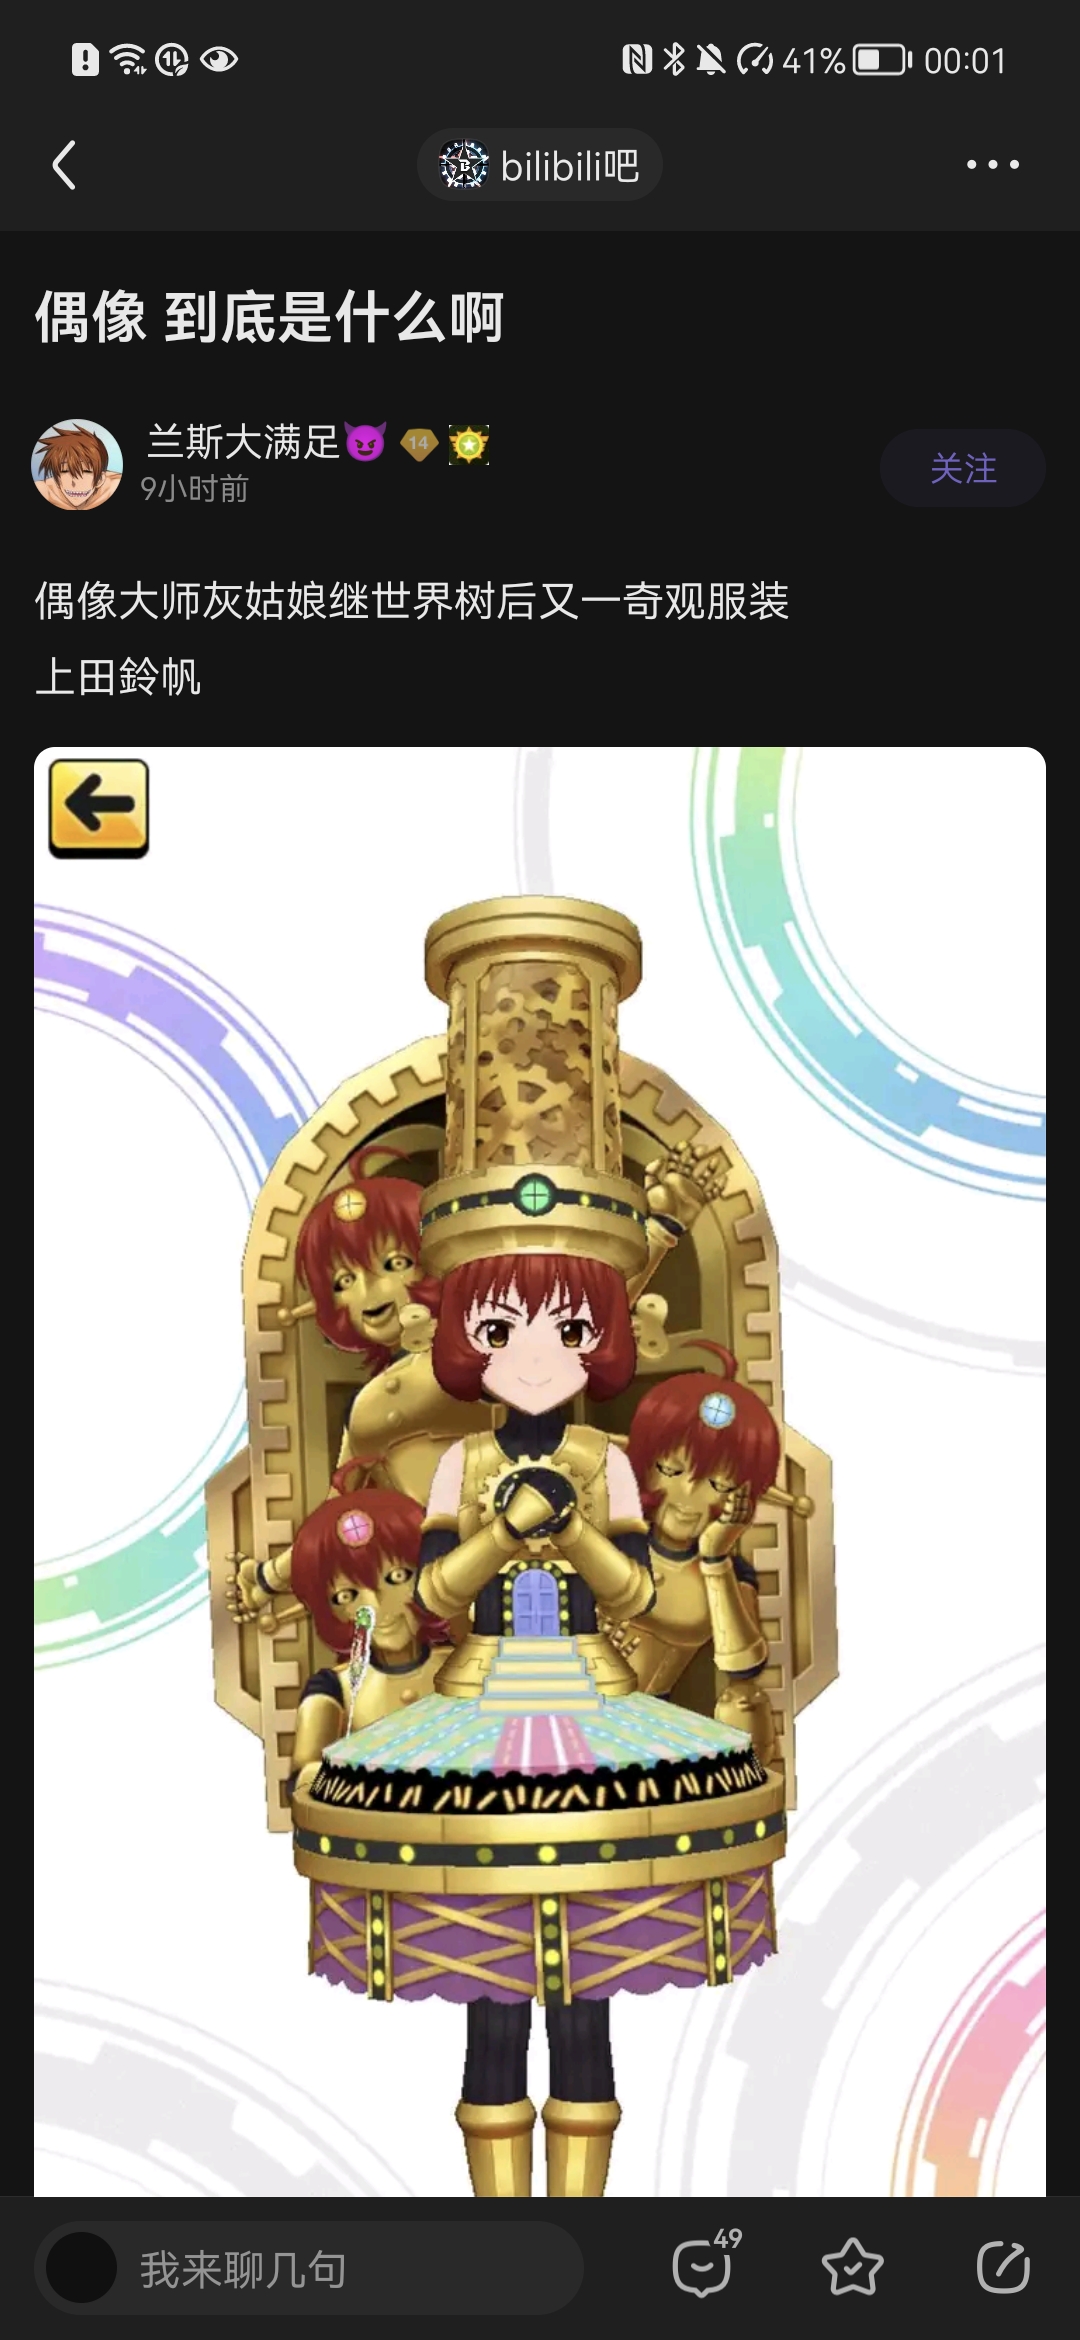 41%
00:01
bilibili吧
偶像 到底是什么啊
兰斯大满足
14
9小时前
关注
偶像大师灰姑娘继世界树后又一奇观服装
上田鈴帆
我来聊几句
49